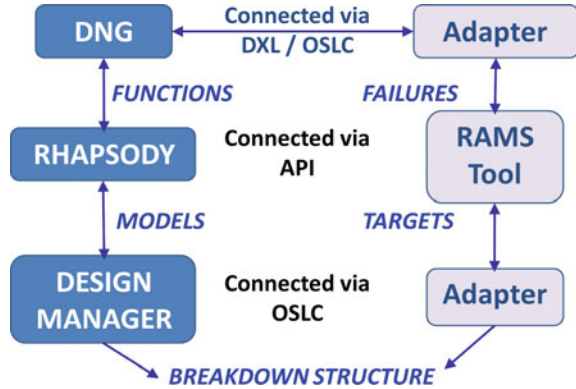 DNG
Connected via
DXL / OSLC
Adapter
FUNCTIONS
FAILURES
RHAPSODY
Connected via
API
RAMS
Tool
MODELS
TARGETS
DESIGN
MANAGER
Connected via
OSLC
Adapter
BREAKDOWN STRUCTURE